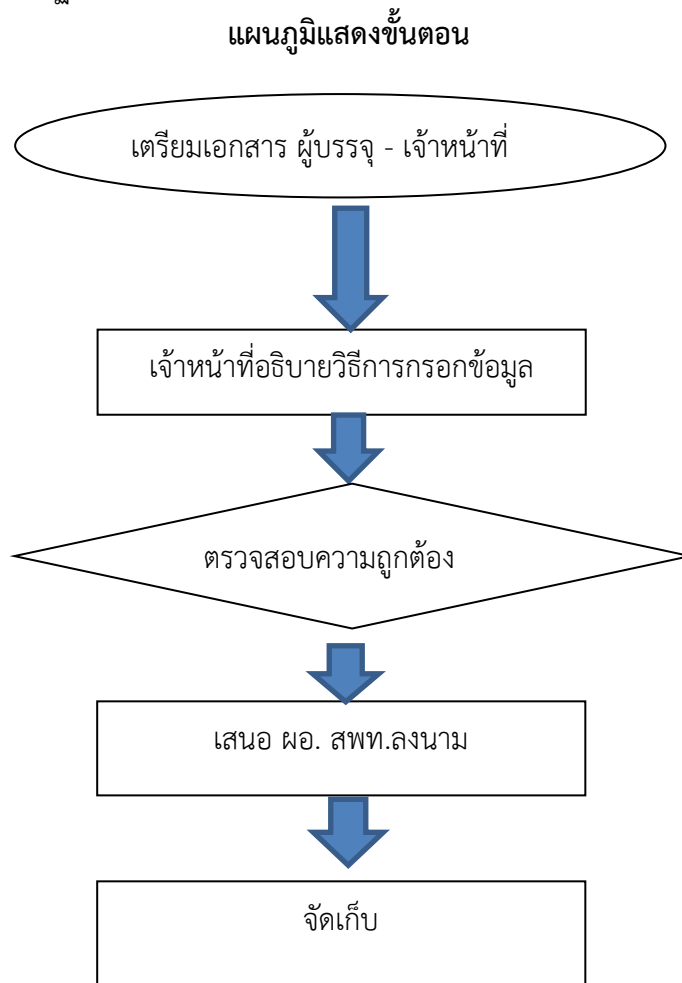 แผนภูมิแสดงขั้นตอน
เตรียมเอกสาร ผู้บรรจุ - เจ้าหน้าที่
เจ้าหน้าที่อธิบายวิธีการกรอกข้อมูล
ตรวจสอบความถูกต้อง
เสนอ ผอ. สพท.ลงนาม
จัดเก็บ